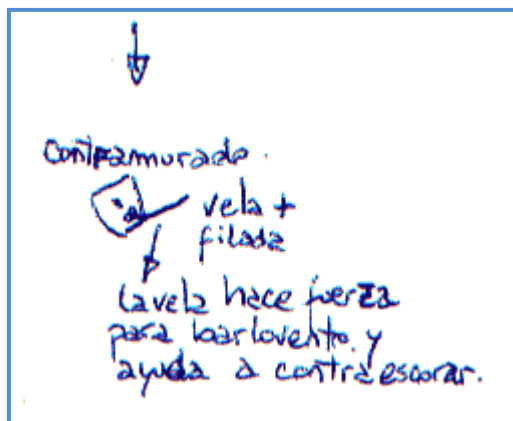 contramurado.
vela +
filada
la vela hace fuerza
para barlovento y
ayuda a contraescorar.